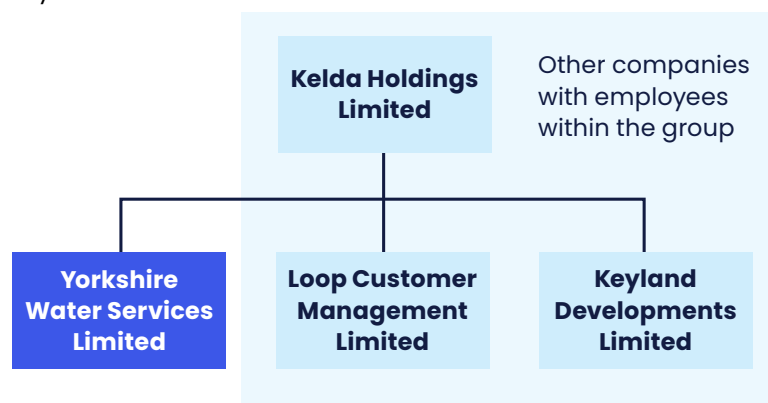 Kelda Holdings
Limited
Other companies
with employees
within the group
Yorkshire
Water Services
Limited
Loop Customer
Management
Limited
Keyland
Developments
Limited